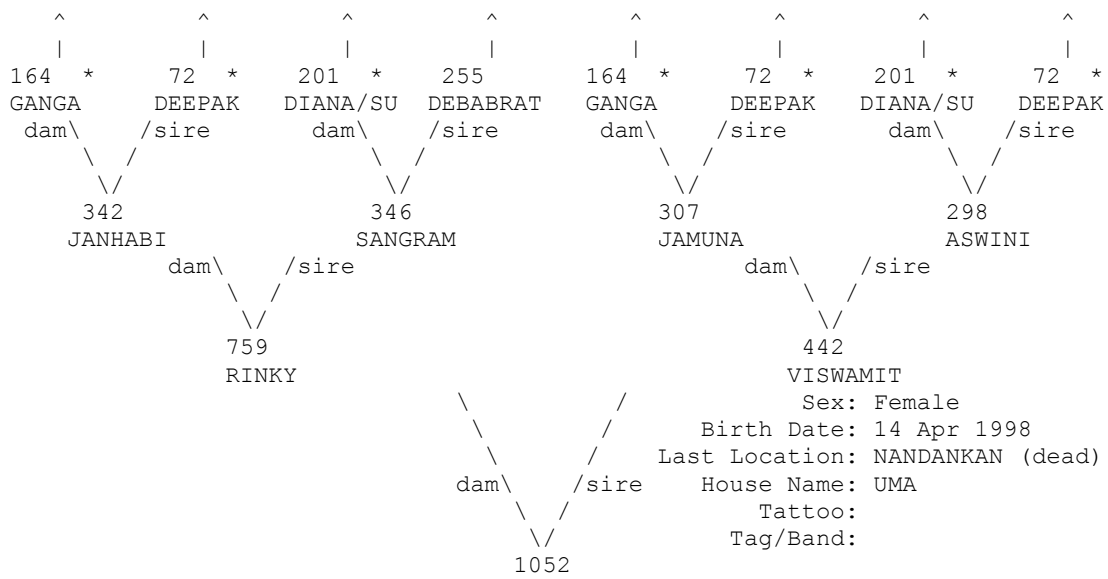 ^ ^ ^ ^ ^ ^ ^ ^
| | | | | | | |
164 * 72 * 201 * 255 164 * 72 * 201 * 72 *
GANGA DEEPAK DIANA/SU DEBABRAT GANGA DEEPAK DIANA/SU DEEPAK
dam\ /sire dam\ /sire dam\ /sire dam\ /sire
\ / \ / \ / \ /
\/ \/ \/ \/
342 346 307 298
JANHABI SANGRAM JAMUNA ASWINI
dam\ /sire dam\ /sire
\ / \ /
\/ \/
759 442
RINKY VISWAMIT
\ / Sex: Female
\ / Birth Date: 14 Apr 1998
\ / Last Location: NANDANKAN (dead)
dam\ /sire House Name: UMA
\ / Tattoo:
\/ Tag/Band:
1052